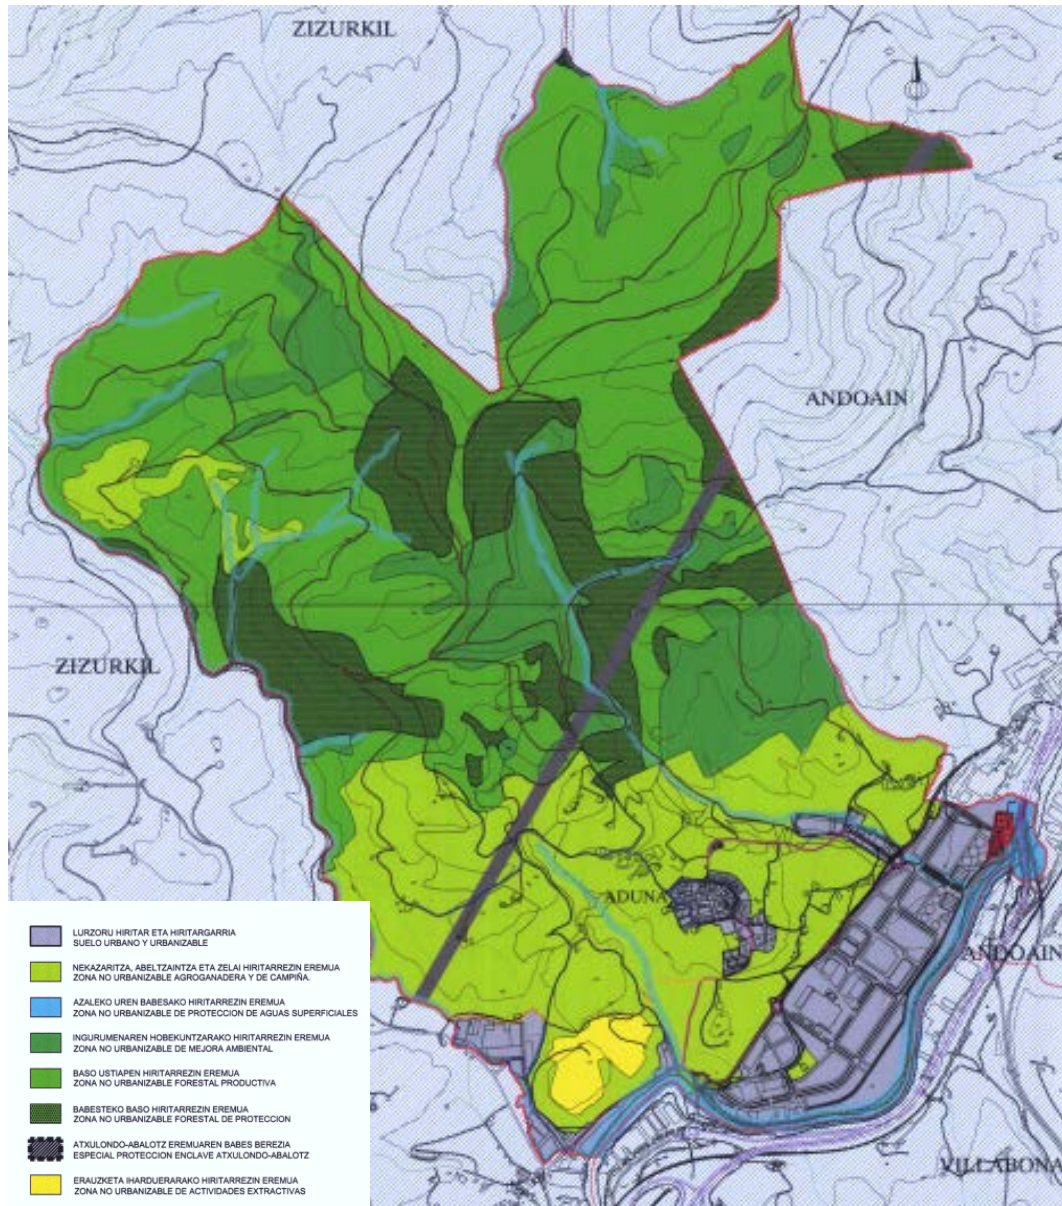 ZIZURKIL
ANDOAIN
ZIZURKIL
ADUNA
ANDOAIN
VILLABONA
LURZORU HIRITAR ETA HIRITARGARRIA
SUELO URBANO Y URBANIZABLE
NEKAZARITZA, ABELTZAINTZA ETA ZELAI HIRITARREZIN EREMUA
ZONA NO URBANIZABLE AGROGANADERA Y DE CAMPIÑA.
AZALEKO UREN BABESAKO HIRITARREZIN EREMUA
ZONA NO URBANIZABLE DE PROTECCION DE AGUAS SUPERFICIALES
INGURUMENAREN HOBEKUNTZARAKO HIRITARREZIN EREMUA
ZONA NO URBANIZABLE DE MEJORA AMBIENTAL
BASO USTIAPEN HIRITARREZIN EREMUA
ZONA NO URBANIZABLE FORESTAL PRODUCTIVA
BABESTEKO BASO HIRITARREZIN EREMUA
ZONA NO URBANIZABLE FORESTAL DE PROTECCION
ATXULONDO-ABALOTZ EREMUAREN BABES BEREZIA
ESPECIAL PROTECCION ENCLAVE ATXULONDO-ABALOTZ
ERAUZKETA IHARDUERARAKO HIRITARREZIN EREMUA
ZONA NO URBANIZABLE DE ACTIVIDADES EXTRACTIVAS